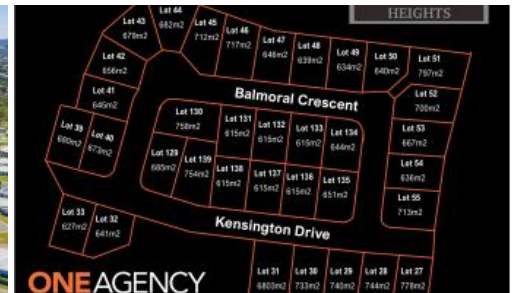 HEIGHTS
Lot 43
679m2
Lot 44
682m2
Lot 45
712m2
Lot 46
717m2
Lot 47
646m2
Lot 48
639m2
Lot 49
634m2
Lot 50
640m2
Lot 51
797m2
Lot 42
656m2
Lot 41
645m2
Lot 52
700m2
Balmoral Crescent
Lot 39
680m2
Lot 40
673m2
Lot 130
758m2
Lot 131
615m2
Lot 132
615m2
Lot 133
615m2
Lot 134
644m2
Lot 53
667m2
Lot 129
685m2
Lot 139
754m2
Lot 138
615m2
Lot 137
615m2
Lot 136
615m2
Lot 135
651m2
Lot 54
636m2
Lot 55
713m2
Lot 33
627m2
Lot 32
641m2
Kensington Drive
Lot 31
6803m2
Lot 30
733m2
Lot 29
740m2
Lot 28
744m2
Lot 27
778m2
ONEAGENCY